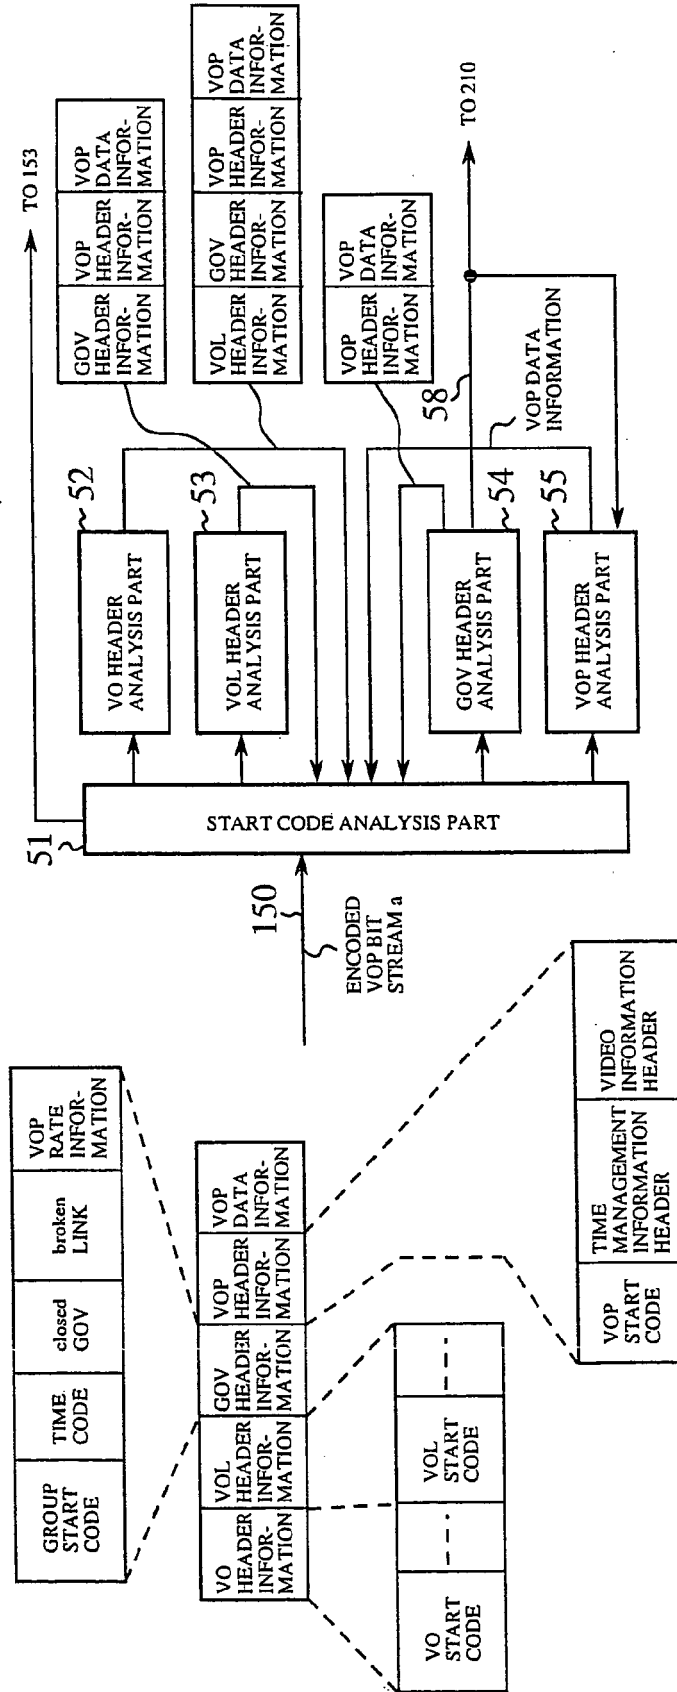 GROUP
START
CODE
TIME
CODE
closed
GOV
broken
LINK
VOP
RATE
INFOR-
MATION
VO
HEADER
INFOR-
MATION
VOL
HEADER
INFOR-
MATION
GOV
HEADER
INFOR-
MATION
VOP
HEADER
INFOR-
MATION
VOP
DATA
INFOR-
MATION
VO
START
CODE
VOL
START
CODE
VOP
START
CODE
TIME
MANAGEMENT
INFORMATION
HEADER
VIDEO
INFORMATION
HEADER
150
ENCODED
VOP BIT
STREAM a
51
START CODE ANALYSIS PART
TO 153
52
VO HEADER
ANALYSIS PART
53
VOL HEADER
ANALYSIS PART
54
GOV HEADER
ANALYSIS PART
55
VOP HEADER
ANALYSIS PART
GOV
HEADER
INFOR-
MATION
VOP
HEADER
INFOR-
MATION
VOP
DATA
INFOR-
MATION
VOL
HEADER
INFOR-
MATION
GOV
HEADER
INFOR-
MATION
VOP
HEADER
INFOR-
MATION
VOP
DATA
INFOR-
MATION
VOP
HEADER
INFOR-
MATION
VOP
DATA
INFOR-
MATION
58
TO 210
VOP DATA
INFORMATION